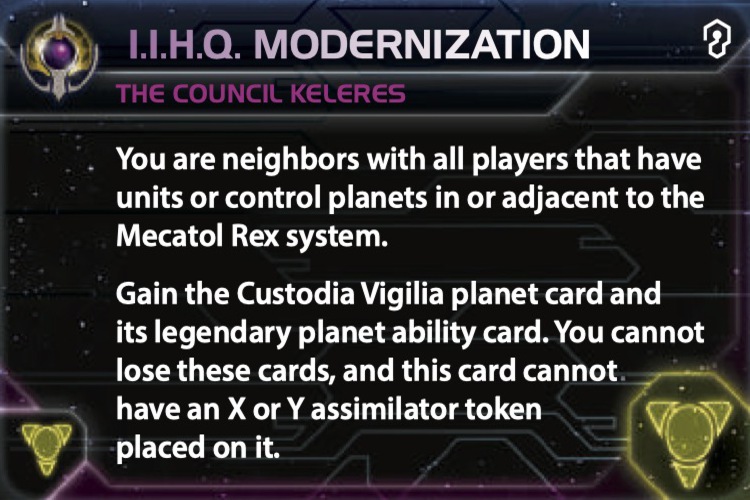 I.I.H.Q. MODERNIZATION
THE COUNCIL KELERES
You are neighbors with all players that have
units or control planets in or adjacent to the
Mecatol Rex system.
Gain the Custodia Vigilia planet card and
its legendary planet ability card. You cannot
lose these cards, and this card cannot
have an X or Y assimilator token
placed on it.